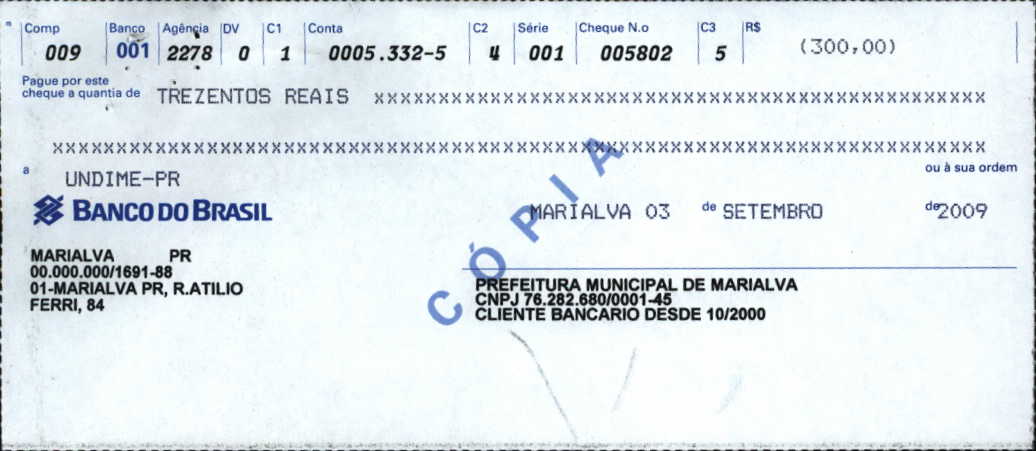 Comp Banco Agência DV C1 Conta C2 Série Cheque N.o C3 R$
009 001 2278 0 1 0005.332-5 4 001 005802 5 (300,00)
Pague por este
cheque a quantia de TREZENTOS REAIS xxxxxxxxxxxxxxxxxxxxxxxxxxxxxxxxxxxxxxxxxxxxxxxx
xxxxxxxxxxxxxxxxxxxxxxxxxxxxxxxxxxxxxxxxxxxxxxxxxxxxxxxxxxxxxxxxxxxxxxxxx
a UNDIME-PR ou à sua ordem
BANCO DO BRASIL MARIALVA 03 de SETEMBRO de 2009
MARIALVA PR
00.000.000/1691-88
01-MARIALVA PR, R.ATILIO
FERRI, 84
PREFEITURA MUNICIPAL DE MARIALVA
CNPJ 76.282.680/0001-45
CLIENTE BANCARIO DESDE 10/2000
CÓPIA